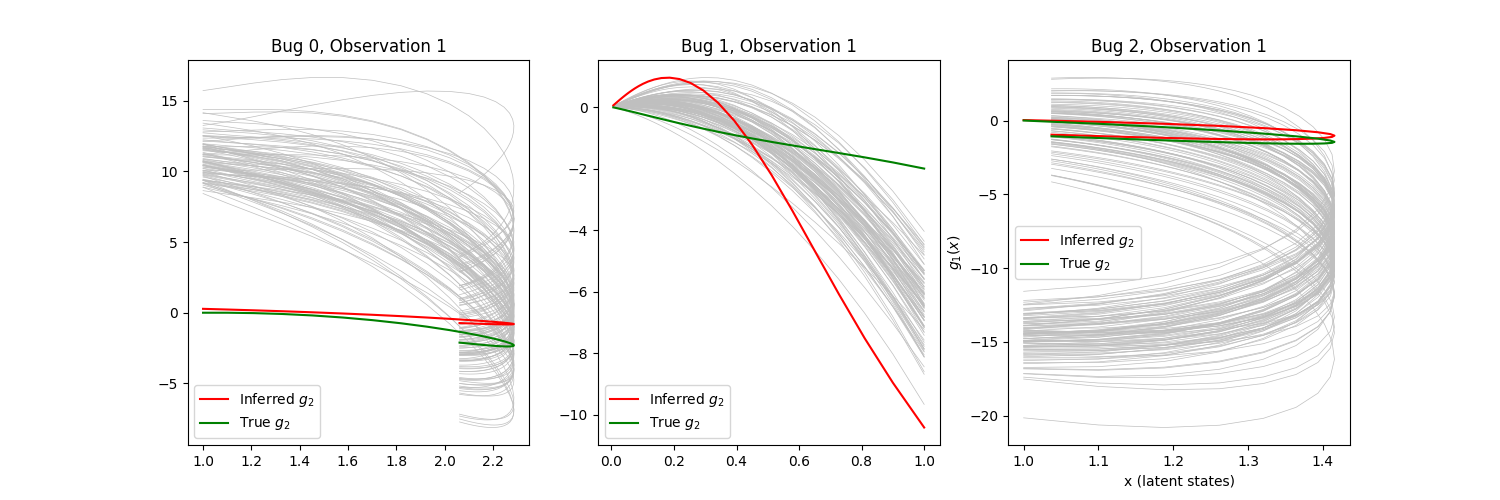 Bug 0, Observation 1
15
10
5
0
−5
1.0 1.2 1.4 1.6 1.8 2.0 2.2
Inferred g₂
True g₂
Bug 1, Observation 1
0
−2
−4
−6
−8
−10
0.0 0.2 0.4 0.6 0.8 1.0
Inferred g₂
True g₂
Bug 2, Observation 1
g₁(x)
0
−5
−10
−15
−20
1.0 1.1 1.2 1.3 1.4
x (latent states)
Inferred g₂
True g₂